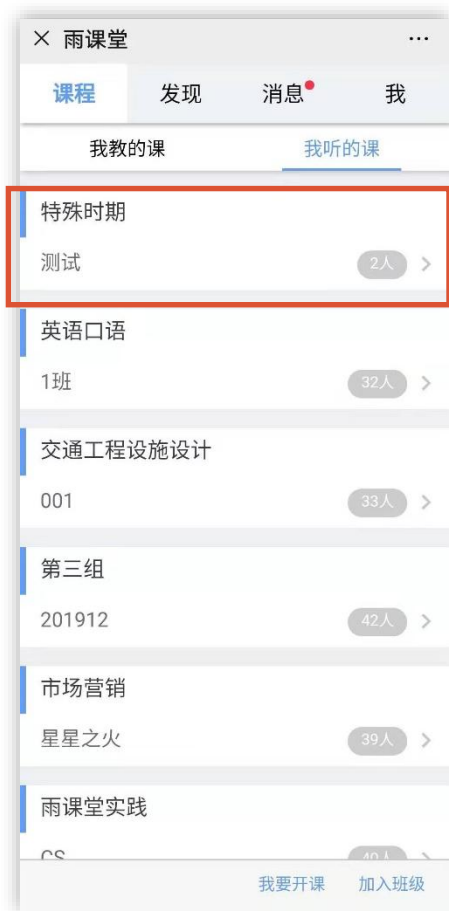 × 雨课堂 ...
课程 发现 消息 我
我教的课 我听的课
特殊时期
测试 2人 >
英语口语
1班 32人 >
交通工程设施设计
001 33人 >
第三组
201912 42人 >
市场营销
星星之火 39人 >
雨课堂实践
CS 40人 >
我要开课 加入班级